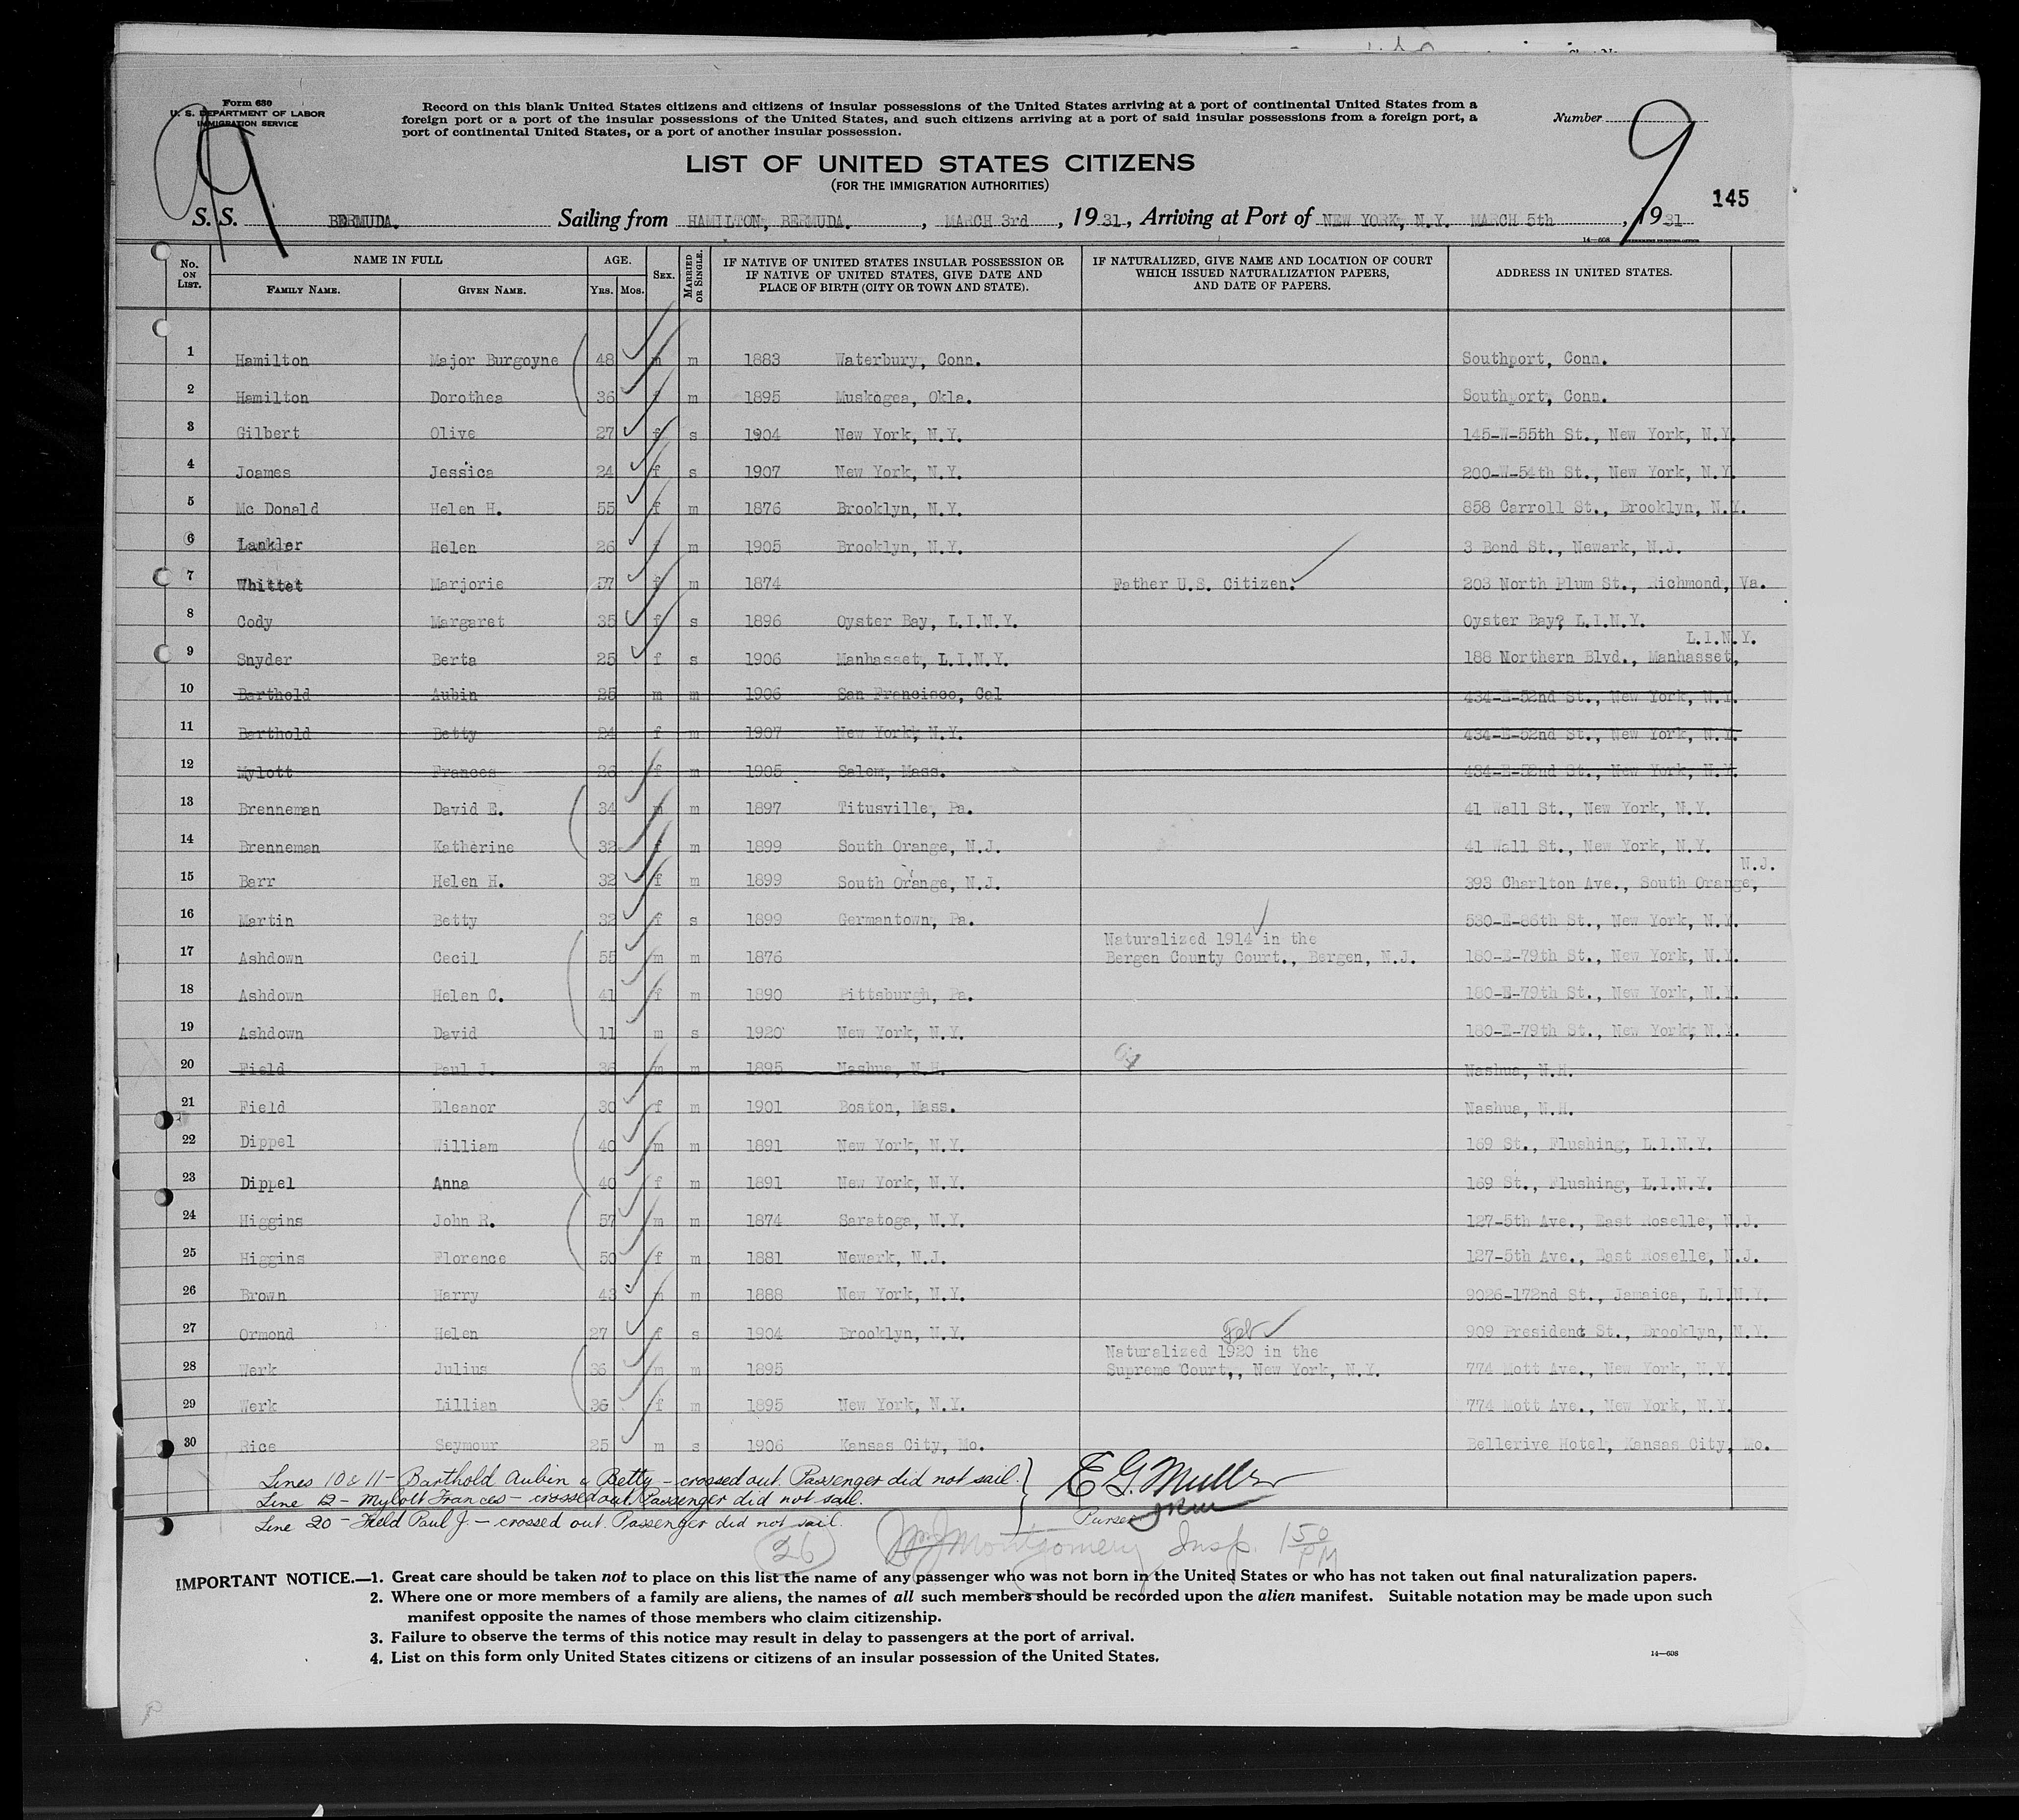 Form 630
U. S. DEPARTMENT OF LABOR
IMMIGRATION SERVICE
Record on this blank United States citizens and citizens of insular possessions of the United States arriving at a port of continental United States from a
foreign port or a port of the insular possessions of the United States, and such citizens arriving at a port of said insular possessions from a foreign port, a
port of continental United States, or a port of another insular possession.
Number 9
9
LIST OF UNITED STATES CITIZENS
(FOR THE IMMIGRATION AUTHORITIES)
145
S. S. BERMUDA. Sailing from HAMILTON, BERMUDA. , MARCH 3rd , 1931, Arriving at Port of NEW YORK, N.Y. MARCH 5th , 1931
14—608
No. ON LIST. NAME IN FULL AGE. SEX. MARRIED OR SINGLE. IF NATIVE OF UNITED STATES INSULAR POSSESSION OR IF NATIVE OF UNITED STATES, GIVE DATE AND PLACE OF BIRTH (CITY OR TOWN AND STATE). IF NATURALIZED, GIVE NAME AND LOCATION OF COURT WHICH ISSUED NATURALIZATION PAPERS, AND DATE OF PAPERS. ADDRESS IN UNITED STATES.
FAMILY NAME. GIVEN NAME. YRS. MOS.
1 Hamilton Major Burgoyne 48 m m 1883 Waterbury, Conn. Southport, Conn.
2 Hamilton Dorothea 36 f m 1895 Muskogea, Okla. Southport, Conn.
3 Gilbert Olive 27 f s 1904 New York, N.Y. 145-W-55th St., New York, N.Y.
4 Joames Jessica 24 f s 1907 New York, N.Y. 200-W-54th St., New York, N.Y.
5 Mc Donald Helen H. 55 f m 1876 Brooklyn, N.Y. 858 Carroll St., Brooklyn, N.Y.
6 Lankler Helen 26 f m 1905 Brooklyn, N.Y. 3 Bond St., Newark, N.J.
7 Whittet Marjorie 57 f m 1874 Father U.S. Citizen. 203 North Plum St., Richmond, Va.
8 Cody Margaret 35 f s 1896 Oyster Bay, L.I.N.Y. Oyster Bay? L.I.N.Y.
L.I.N.Y.
9 Snyder Berta 25 f s 1906 Manhasset, L.I.N.Y. 188 Northern Blvd., Manhasset,
10 Barthold Aubin 25 m m 1906 San Francisco, Cal 434-E-52nd St., New York, N.Y.
11 Barthold Betty 24 f m 1907 New York, N.Y. 434-E-52nd St., New York, N.Y.
12 Mylott Frances 26 f m 1905 Salem, Mass. 434-E-52nd St., New York, N.Y.
13 Brenneman David E. 34 m m 1897 Titusville, Pa. 41 Wall St., New York, N.Y.
14 Brenneman Katherine 32 f m 1899 South Orange, N.J. 41 Wall St., New York, N.Y.
N.J.
15 Barr Helen H. 32 f m 1899 South Orange, N.J. 393 Charlton Ave., South Orange,
16 Martin Betty 32 f s 1899 Germantown, Pa. 530-E-86th St., New York, N.Y.
Naturalized 1914 in the
17 Ashdown Cecil 55 m m 1876 Bergen County Court., Bergen, N.J. 180-E-79th St., New York, N.Y.
18 Ashdown Helen C. 41 f m 1890 Pittsburgh, Pa. 180-E-79th St., New York, N.Y.
19 Ashdown David 11 m s 1920 New York, N.Y. 180-E-79th St., New York, N.Y.
20 Field Paul J. 36 m m 1895 Nashua, N.H. Nashua, N.H.
21 Field Eleanor 30 f m 1901 Boston, Mass. Nashua, N.H.
22 Dippel William 40 m m 1891 New York, N.Y. 169 St., Flushing, L.I.N.Y.
23 Dippel Anna 40 f m 1891 New York, N.Y. 169 St., Flushing, L.I.N.Y.
24 Higgins John R. 57 m m 1874 Saratoga, N.Y. 127-5th Ave., East Roselle, N.J.
25 Higgins Florence 50 f m 1881 Newark, N.J. 127-5th Ave., East Roselle, N.J.
26 Brown Harry 43 m m 1888 New York, N.Y. 9026-172nd St., Jamaica, L.I.N.Y.
27 Ormond Helen 27 f s 1904 Brooklyn, N.Y. 909 President St., Brooklyn, N.Y.
Feb
Naturalized 1920 in the
28 Werk Julius 36 m m 1895 Supreme Court,, New York, N.Y. 774 Mott Ave., New York, N.Y.
29 Werk Lillian 36 f m 1895 New York, N.Y. 774 Mott Ave., New York, N.Y.
30 Rice Seymour 25 m s 1906 Kansas City, Mo. Bellerive Hotel, Kansas City, Mo.
Lines 10 & 11 - Barthold Aubin & Betty - crossed out. Passenger did not sail.
Line 12 - Mylott Frances - crossed out Passenger did not sail.
Line 20 - Field Paul J. - crossed out. Passenger did not sail.
E G. Muller
Purser
26 Wm J Montgomery Insp. 1 50 PM
IMPORTANT NOTICE.—1. Great care should be taken not to place on this list the name of any passenger who was not born in the United States or who has not taken out final naturalization papers.
2. Where one or more members of a family are aliens, the names of all such members should be recorded upon the alien manifest. Suitable notation may be made upon such
manifest opposite the names of those members who claim citizenship.
3. Failure to observe the terms of this notice may result in delay to passengers at the port of arrival.
4. List on this form only United States citizens or citizens of an insular possession of the United States.
14—608